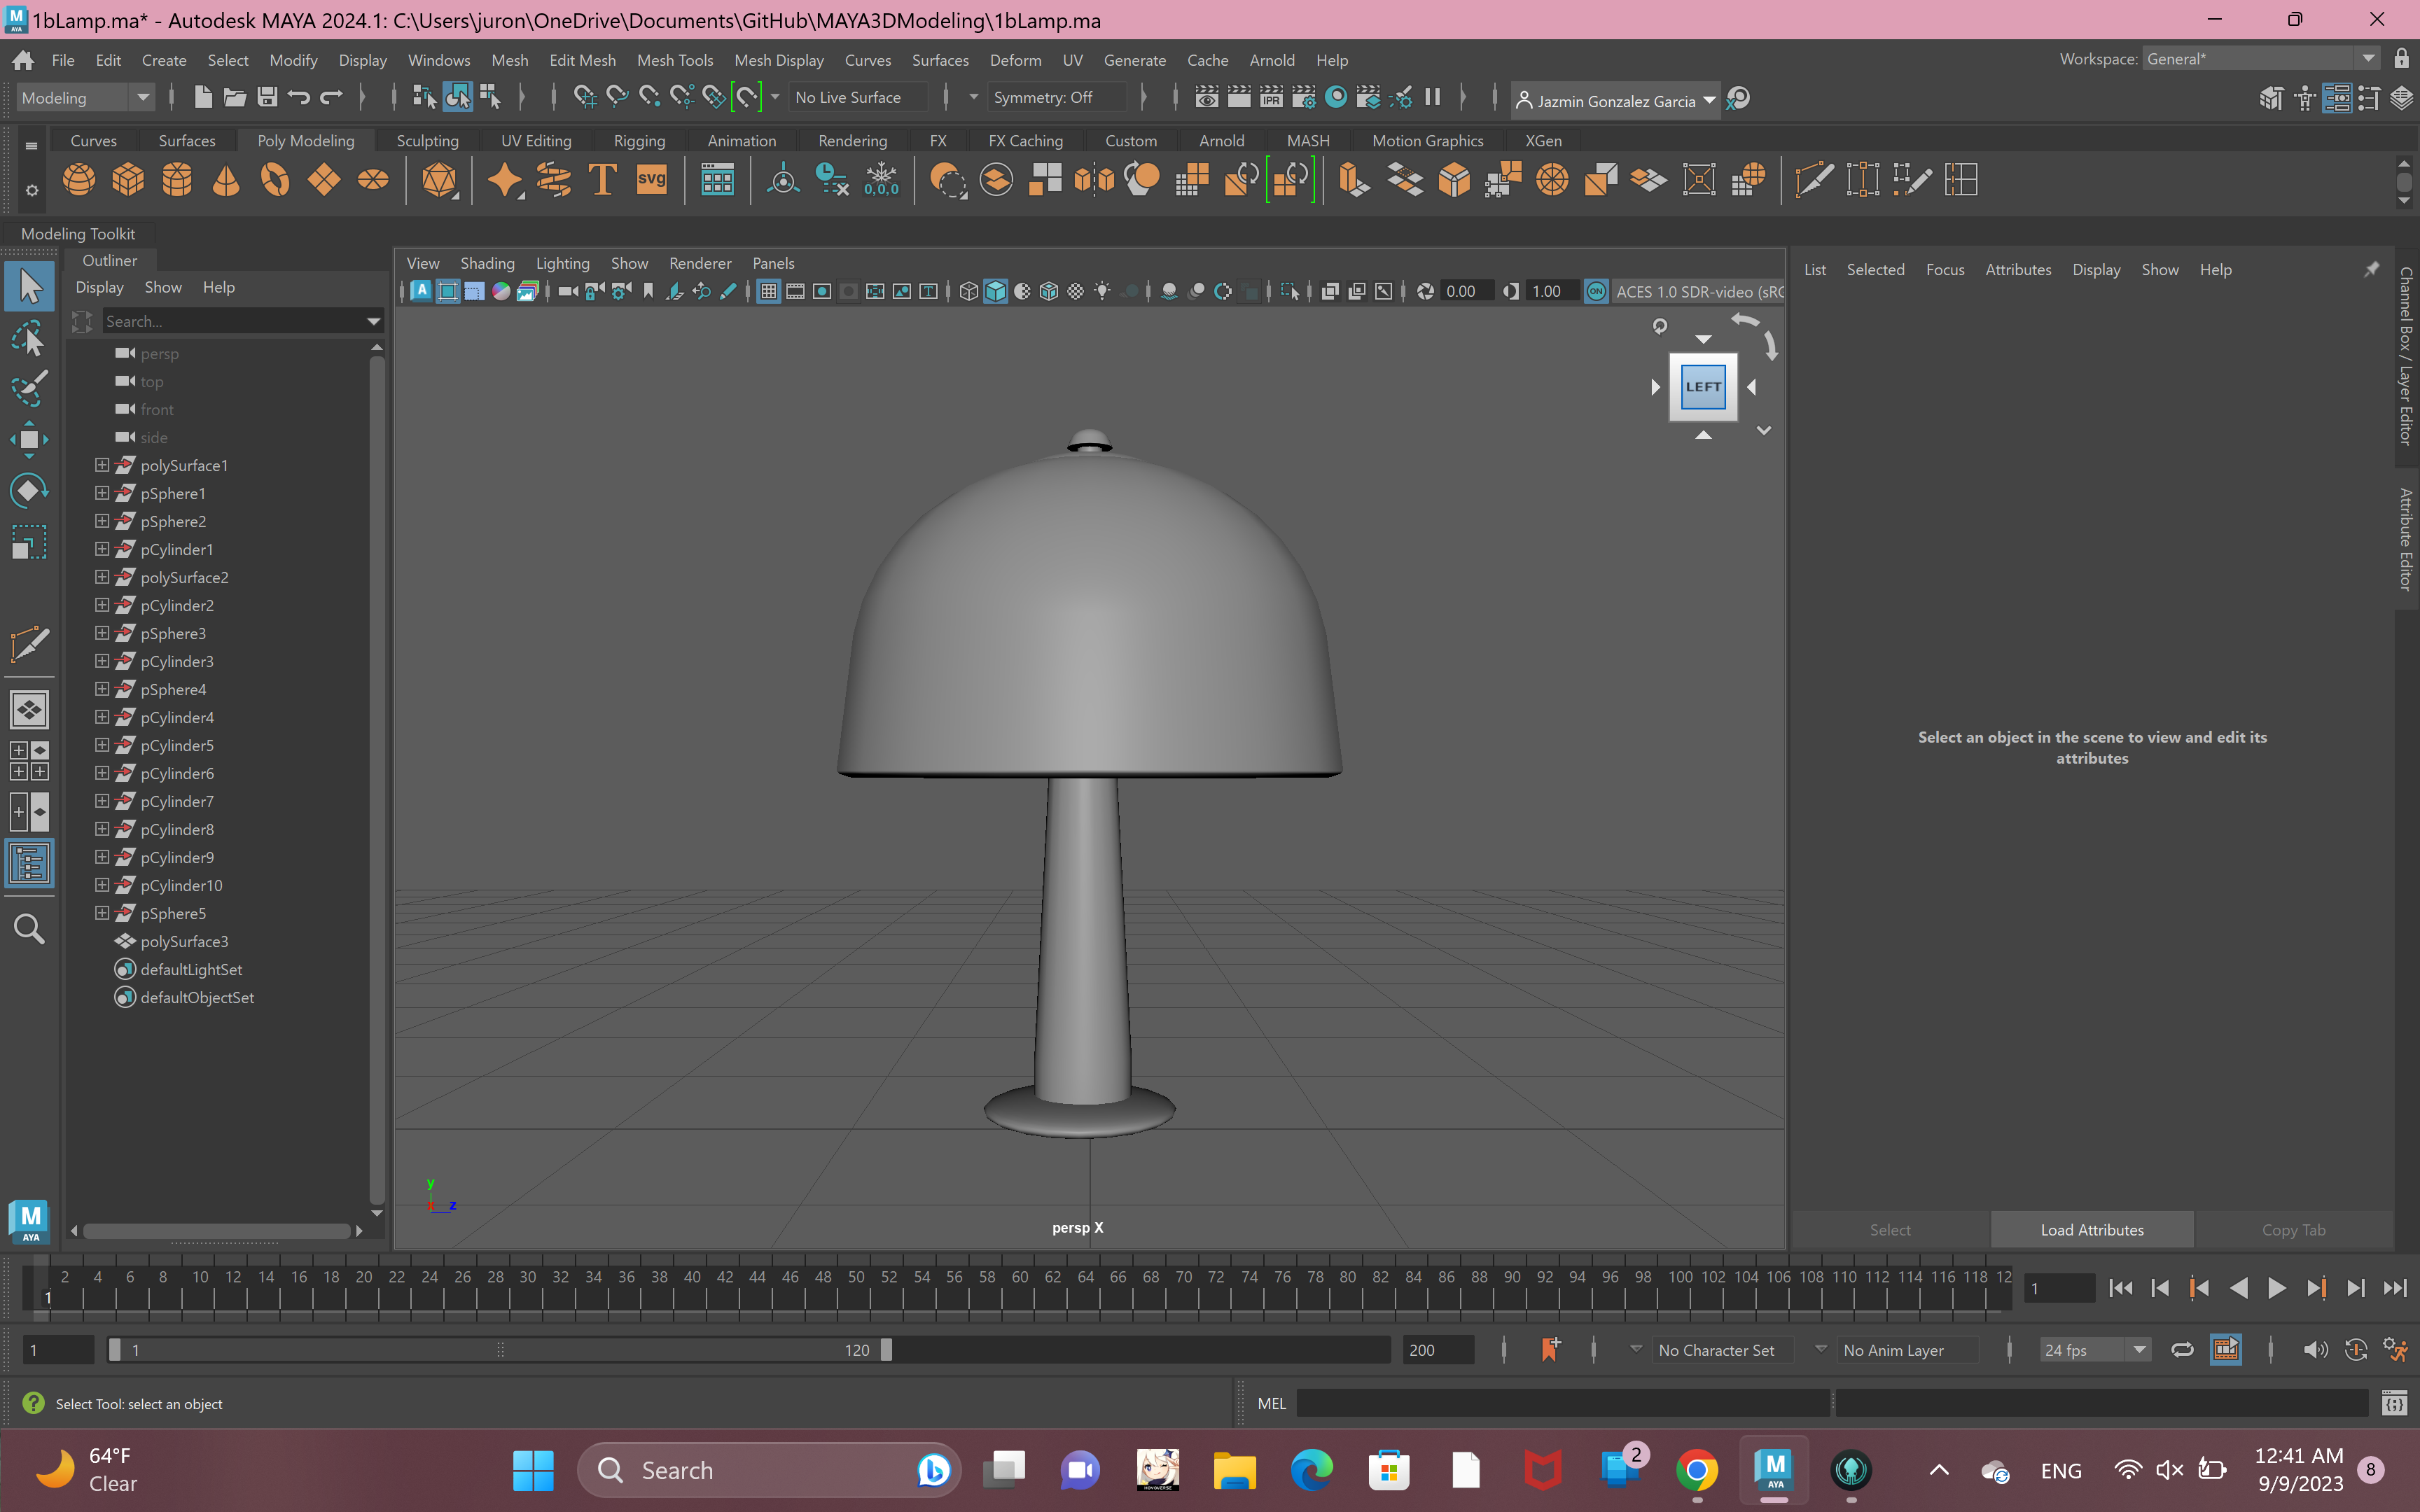 1bLamp.ma* - Autodesk MAYA 2024.1: C:\Users\juron\OneDrive\Documents\GitHub\MAYA3DModeling\1bLamp.ma
File Edit Create Select Modify Display Windows Mesh Edit Mesh Mesh Tools Mesh Display Curves Surfaces Deform UV Generate Cache Arnold Help
Workspace: General*
Modeling
No Live Surface
Symmetry: Off
IPR
Jazmin Gonzalez Garcia
Curves Surfaces Poly Modeling Sculpting UV Editing Rigging Animation Rendering FX FX Caching Custom Arnold MASH Motion Graphics XGen
T
svg
0,0,0
Modeling Toolkit
Outliner
Display Show Help
Search...
persp
top
front
side
polySurface1
pSphere1
pSphere2
pCylinder1
polySurface2
pCylinder2
pSphere3
pCylinder3
pSphere4
pCylinder4
pCylinder5
pCylinder6
pCylinder7
pCylinder8
pCylinder9
pCylinder10
pSphere5
polySurface3
defaultLightSet
defaultObjectSet
View Shading Lighting Show Renderer Panels
A
T
0.00
1.00
ON
ACES 1.0 SDR-video (sRG
LEFT
y
z
persp X
List Selected Focus Attributes Display Show Help
Channel Box / Layer Editor
Attribute Editor
Select an object in the scene to view and edit its
attributes
Select
Load Attributes
Copy Tab
M
AYA
2 4 6 8 10 12 14 16 18 20 22 24 26 28 30 32 34 36 38 40 42 44 46 48 50 52 54 56 58 60 62 64 66 68 70 72 74 76 78 80 82 84 86 88 90 92 94 96 98 100 102 104 106 108 110 112 114 116 118 12
1
1
1
1
120
200
No Character Set
No Anim Layer
24 fps
Select Tool: select an object
MEL
64°F
Clear
Search
HOYOVERSE
2
M
AYA
ENG
12:41 AM
9/9/2023
8